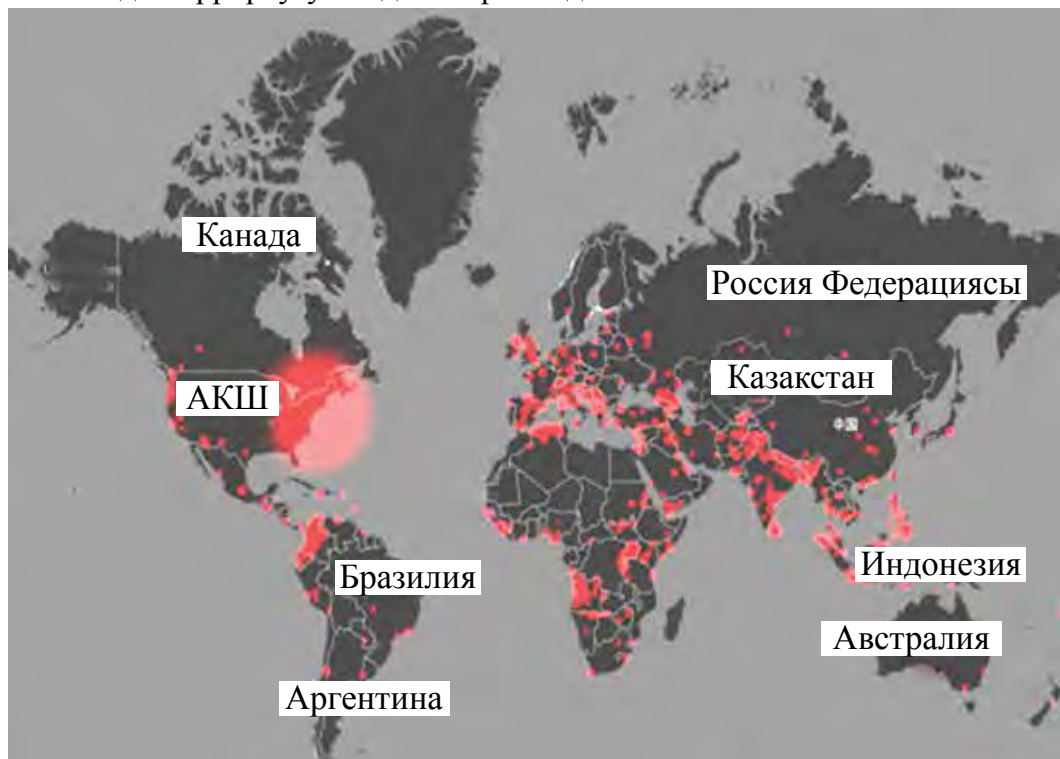 Канада
Россия Федерациясы
Казакстан
АКШ
Индонезия
Бразилия
Австралия
Аргентина